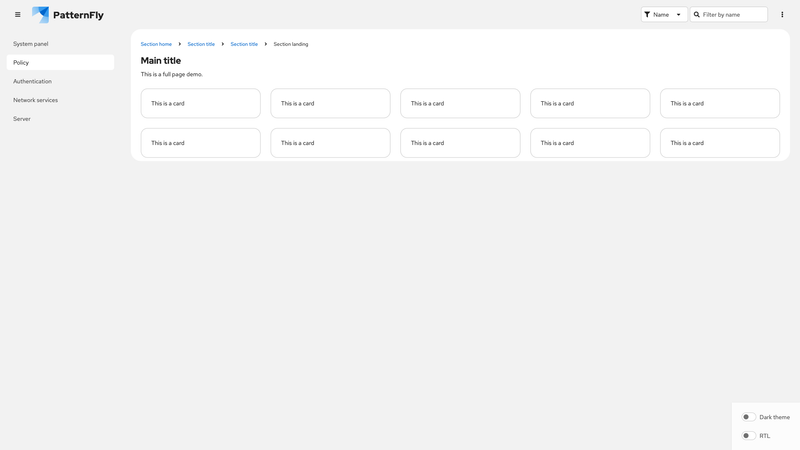 PatternFly
Name
Filter by name
System panel
Policy
Authentication
Network services
Server
Section home
Section title
Section title
Section landing
Main title
This is a full page demo.
This is a card
This is a card
This is a card
This is a card
This is a card
This is a card
This is a card
This is a card
This is a card
This is a card
Dark theme
RTL